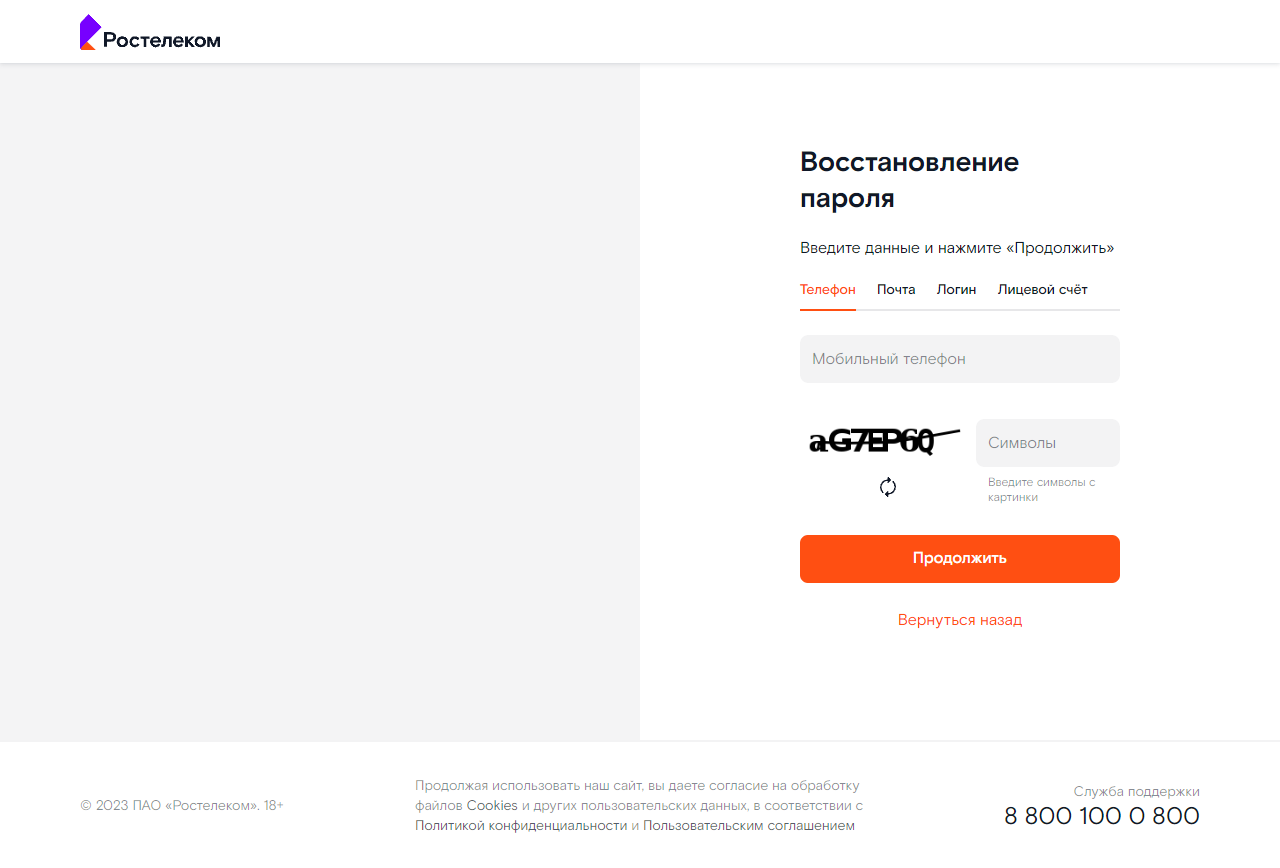 Ростелеком
Восстановление
пароля
Введите данные и нажмите «Продолжить»
Телефон Почта Логин Лицевой счёт
Мобильный телефон
aG7EP6Q
Символы
Введите символы с
картинки
Продолжить
Вернуться назад
© 2023 ПАО «Ростелеком». 18+
Продолжая использовать наш сайт, вы даете согласие на обработку
файлов Cookies и других пользовательских данных, в соответствии с
Политикой конфиденциальности и Пользовательским соглашением
Служба поддержки
8 800 100 0 800